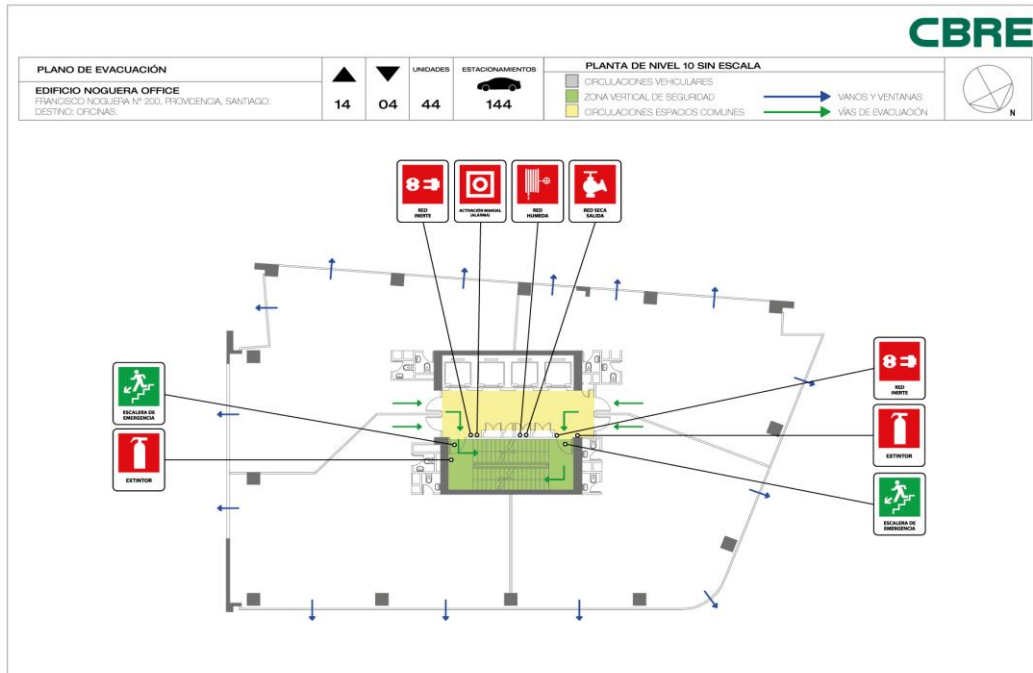 CBRE
PLANO DE EVACUACIÓN
EDIFICIO NOGUERA OFFICE
FRANCISCO NOGUERA N° 200, PROVIDENCIA, SANTIAGO.
DESTINO: OFICINAS.
14
04
UNIDADES
44
ESTACIONAMIENTOS
144
PLANTA DE NIVEL 10 SIN ESCALA
CIRCULACIONES VEHICULARES
ZONA VERTICAL DE SEGURIDAD
CIRCULACIONES ESPACIOS COMUNES
VANOS Y VENTANAS
VÍAS DE EVACUACIÓN
N
RED
INERTE
ACTIVACIÓN MANUAL
(ALARMA)
RED
HUMEDA
RED SECA
SALIDA
ESCALERA DE
EMERGENCIA
EXTINTOR
RED
INERTE
EXTINTOR
ESCALERA DE
EMERGENCIA